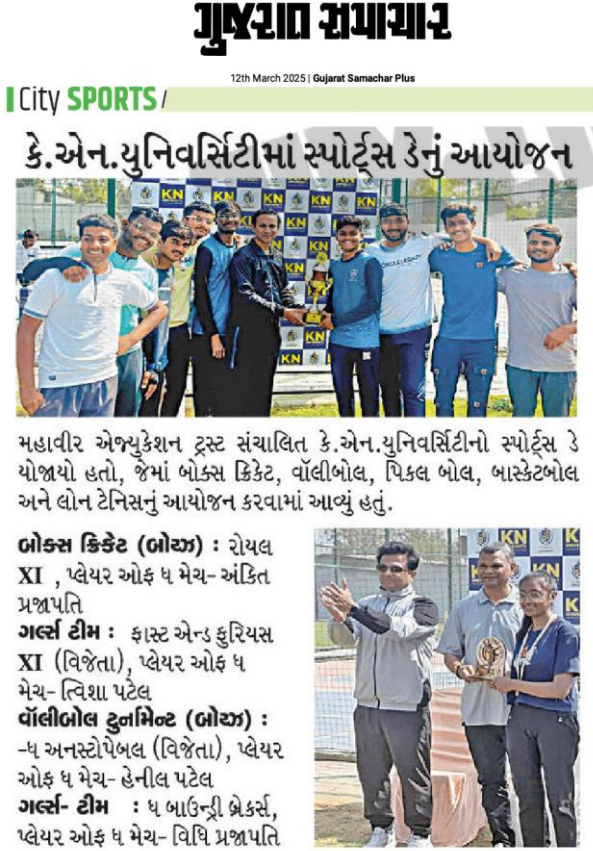 ગુજરાત સમાચાર
12th March 2025 | Gujarat Samachar Plus
City SPORTS /
કે.એન.યુનિવર્સિટીમાં સ્પોર્ટ્સ ડેનું આયોજન
KN
મહાવીર એજ્યુકેશન ટ્રસ્ટ સંચાલિત કે.એન.યુનિવર્સિટીનો સ્પોર્ટ્સ ડે
યોજાયો હતો, જેમાં બોક્સ ક્રિકેટ, વૉલીબોલ, પિકલ બોલ, બાસ્કેટબોલ
અને લોન ટેનિસનું આયોજન કરવામાં આવ્યું હતું.
બોક્સ ક્રિકેટ (બોય્ઝ) : રોયલ
XI , પ્લેયર ઓફ ધ મેચ- અંકિત
પ્રજાપતિ
ગર્લ્સ ટીમ : ફાસ્ટ એન્ડ ફુરિયસ
XI (વિજેતા), પ્લેયર ઓફ ધ
મેચ- ત્વિશા પટેલ
વૉલીબોલ ટુર્નામેન્ટ (બોય્ઝ) :
-ધ અનસ્ટોપેબલ (વિજેતા), પ્લેયર
ઓફ ધ મેચ- હેનીલ પટેલ
ગર્લ્સ- ટીમ : ધ બાઉન્ડ્રી બ્રેકર્સ,
પ્લેયર ઓફ ધ મેચ- વિધિ પ્રજાપતિ
KN